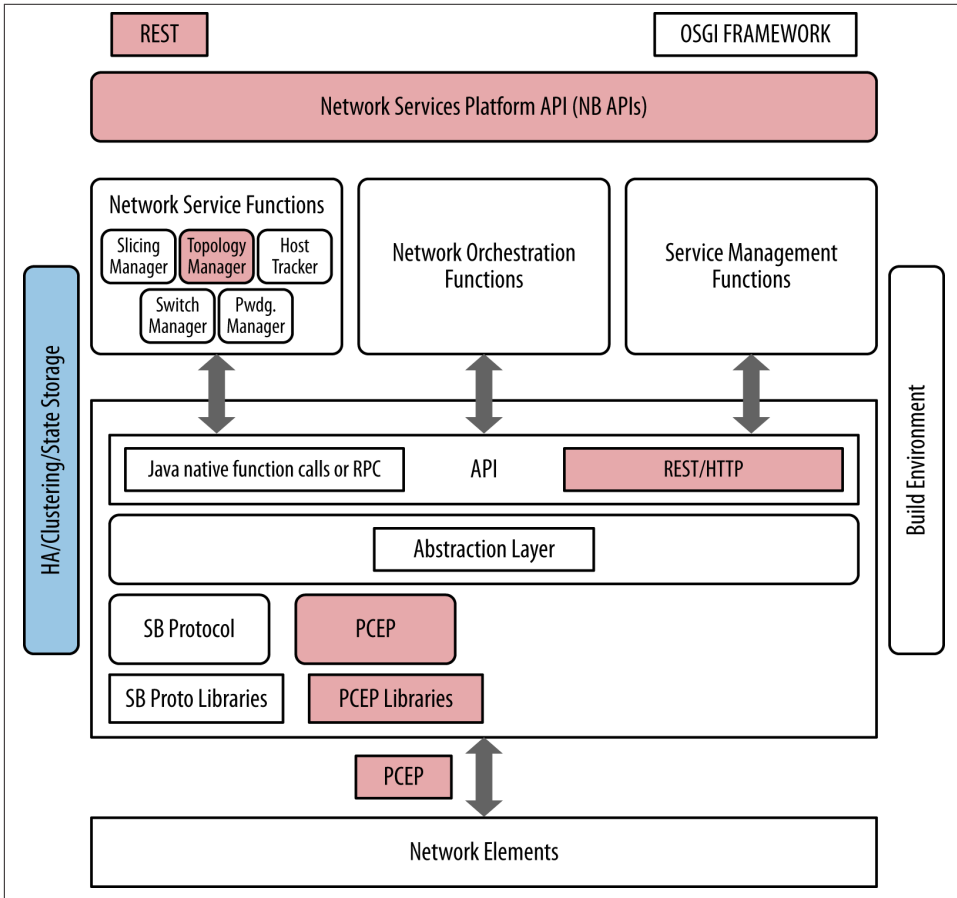 REST
OSGI FRAMEWORK
Network Services Platform API (NB APIs)
Network Service Functions
Slicing
Manager
Topology
Manager
Host
Tracker
Switch
Manager
Pwdg.
Manager
Network Orchestration
Functions
Service Management
Functions
HA/Clustering/State Storage
Build Environment
Java native function calls or RPC
API
REST/HTTP
Abstraction Layer
SB Protocol
PCEP
SB Proto Libraries
PCEP Libraries
PCEP
Network Elements